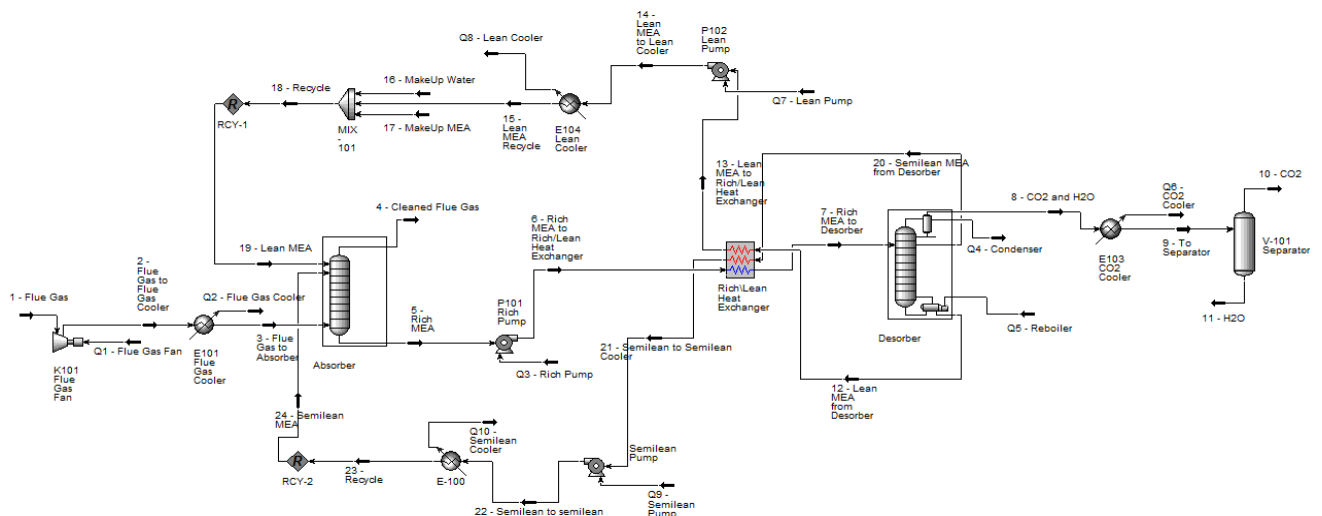 14 -
Lean
MEA
to Lean
Cooler
P102
Lean
Pump
Q8 - Lean Cooler
16 - MakeUp Water
18 - Recycle
Q7 - Lean Pump
R
RCY-1
MIX
-
101
17 - MakeUp MEA
15 -
Lean
MEA
Recycle
E104
Lean
Cooler
13 - Lean
MEA to
Rich/Lean
Heat
Exchanger
20 - Semilean MEA
from Desorber
10 - CO2
8 - CO2 and H2O
Q6 -
CO2
Cooler
4 - Cleaned Flue Gas
6 - Rich
MEA to
Rich/Lean
Heat
Exchanger
7 - Rich
MEA to
Desorber
19 - Lean MEA
Q4 - Condenser
9 - To
Separator
V-101
Separator
E103
CO2
Cooler
2 -
Flue
Gas to
Flue
Gas
Cooler
Q2 - Flue Gas Cooler
1 - Flue Gas
5 -
Rich
MEA
P101
Rich
Pump
Rich\Lean
Heat
Exchanger
Q5 - Reboiler
11 - H2O
Q1 - Flue Gas Fan
3 - Flue
Gas to
Absorber
E101
Flue
Gas
Cooler
Absorber
K101
Flue
Gas
Fan
Q3 - Rich Pump
21 - Semilean to Semilean
Cooler
Desorber
12 - Lean
MEA
from
Desorber
24 - Semilean
MEA
Q10 -
Semilean
Cooler
Semilean
Pump
R
RCY-2
23 -
Recycle
E-100
Q9 -
Semilean
Pump
22 - Semilean to semilean